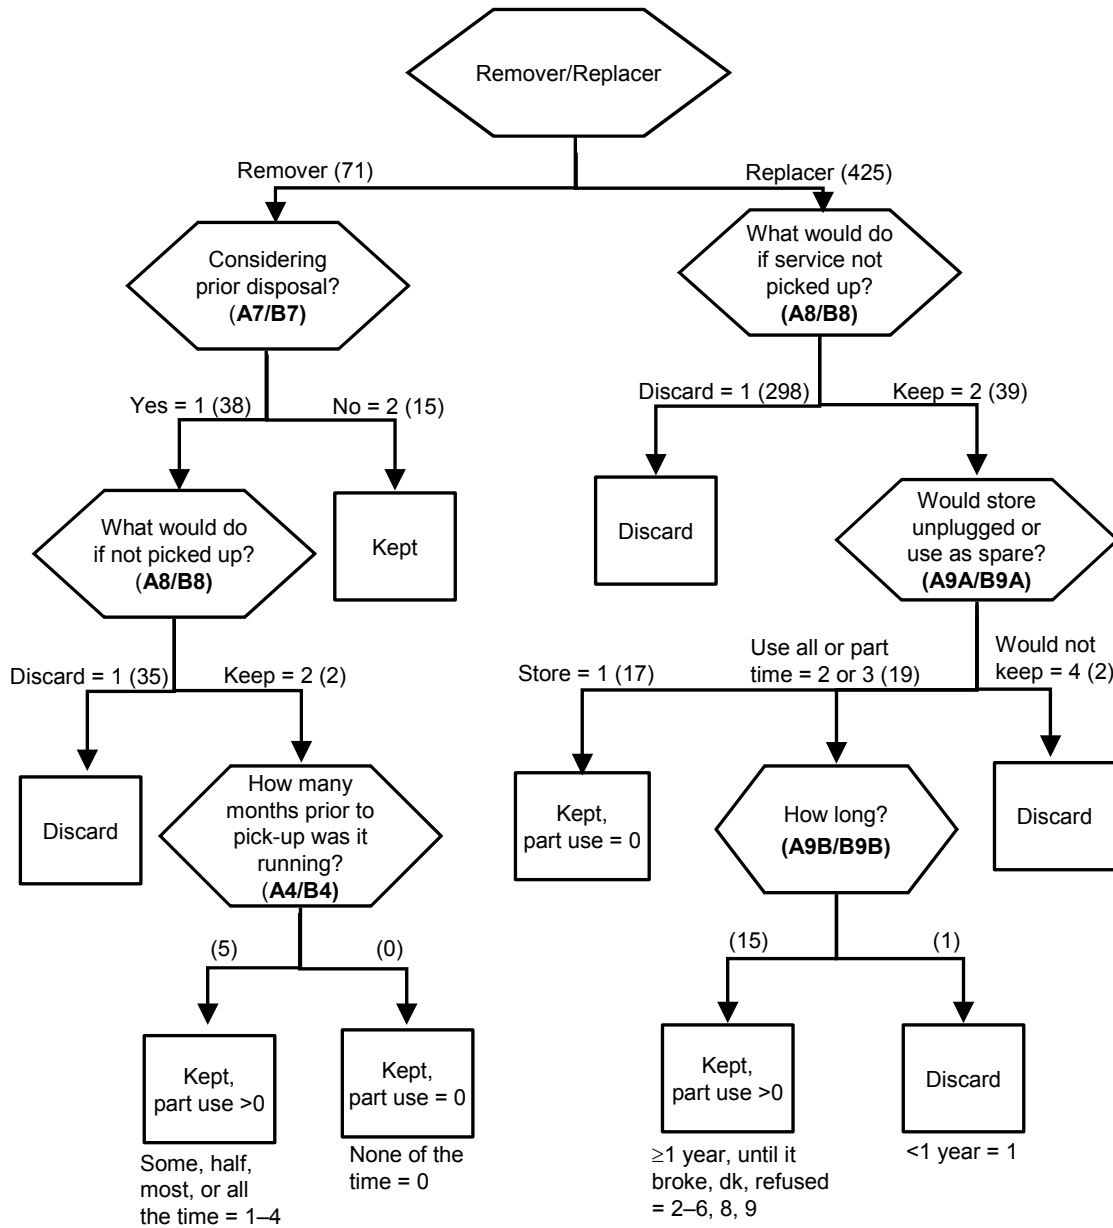 Remover/Replacer
Remover (71)
Replacer (425)
Considering
prior disposal?
(A7/B7)
What would do
if service not
picked up?
(A8/B8)
Yes = 1 (38)
No = 2 (15)
Discard = 1 (298)
Keep = 2 (39)
What would do
if not picked up?
(A8/B8)
Kept
Discard
Would store
unplugged or
use as spare?
(A9A/B9A)
Discard = 1 (35)
Keep = 2 (2)
Store = 1 (17)
Use all or part
time = 2 or 3 (19)
Would not
keep = 4 (2)
Discard
How many
months prior to
pick-up was it
running?
(A4/B4)
Kept,
part use = 0
How long?
(A9B/B9B)
Discard
(5)
(0)
(15)
(1)
Kept,
part use >0
Kept,
part use = 0
Kept,
part use >0
Discard
Some, half,
most, or all
the time = 1–4
None of the
time = 0
≥1 year, until it
broke, dk, refused
= 2–6, 8, 9
<1 year = 1